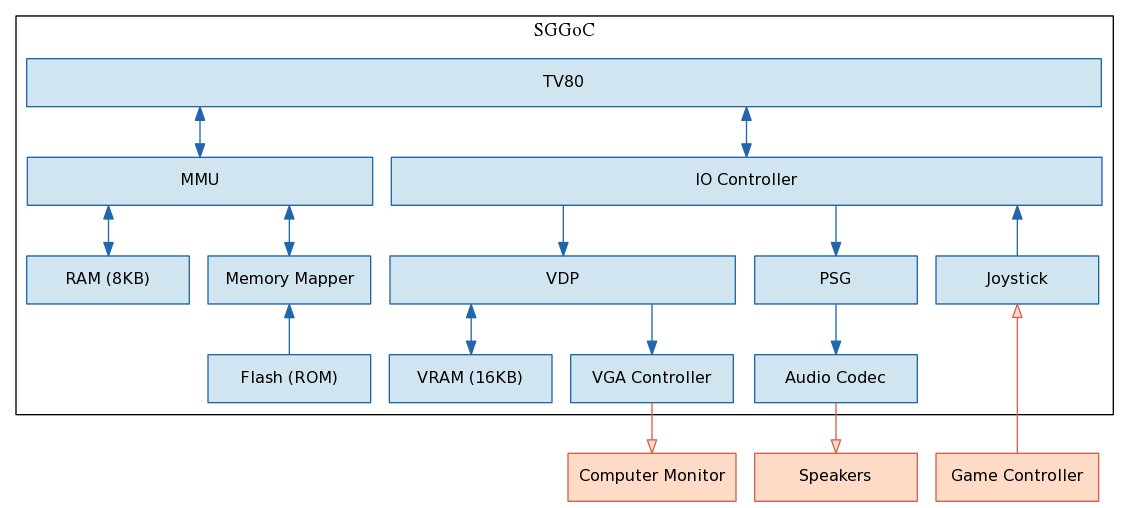 SGGoC
TV80
MMU
IO Controller
RAM (8KB)
Memory Mapper
VDP
PSG
Joystick
Flash (ROM)
VRAM (16KB)
VGA Controller
Audio Codec
Computer Monitor
Speakers
Game Controller